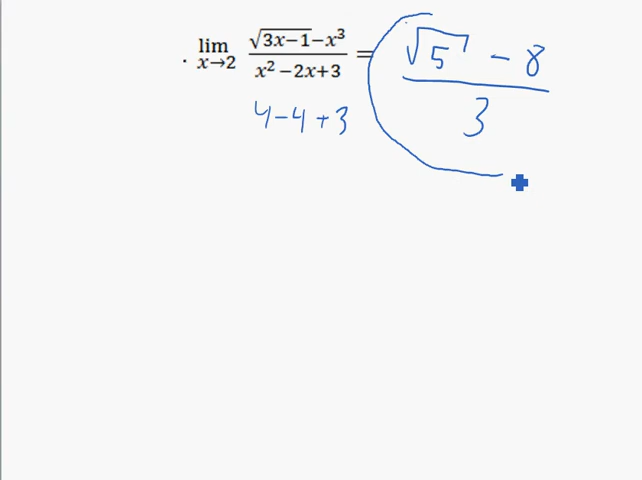 . lim x→2 √(3x−1)−x³ / x²−2x+3 = √5 − 8 / 3
4−4+3